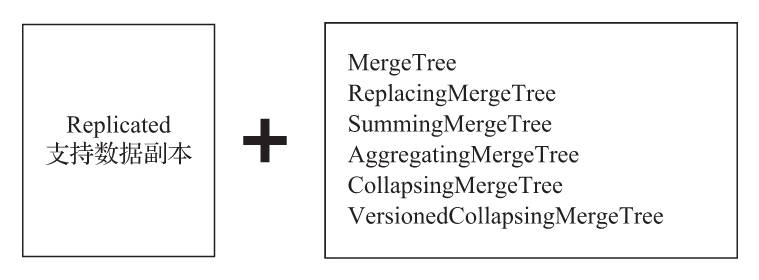 Replicated
支持数据副本
+
MergeTree
ReplacingMergeTree
SummingMergeTree
AggregatingMergeTree
CollapsingMergeTree
VersionedCollapsingMergeTree